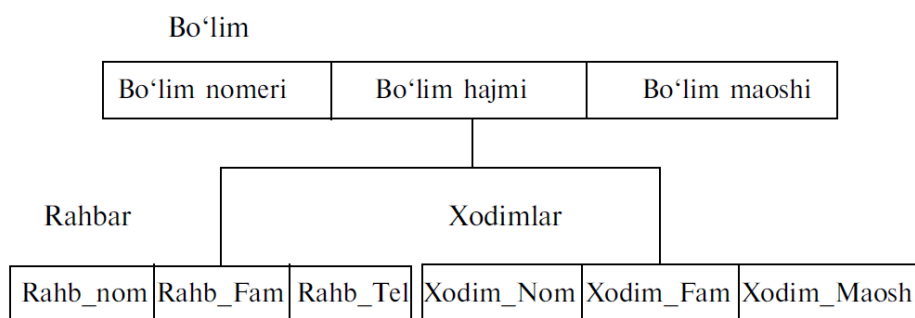 Bo‘lim
Bo‘lim nomeri Bo‘lim hajmi Bo‘lim maoshi
Rahbar Xodimlar
Rahb_nom Rahb_Fam Rahb_Tel Xodim_Nom Xodim_Fam Xodim_Maosh